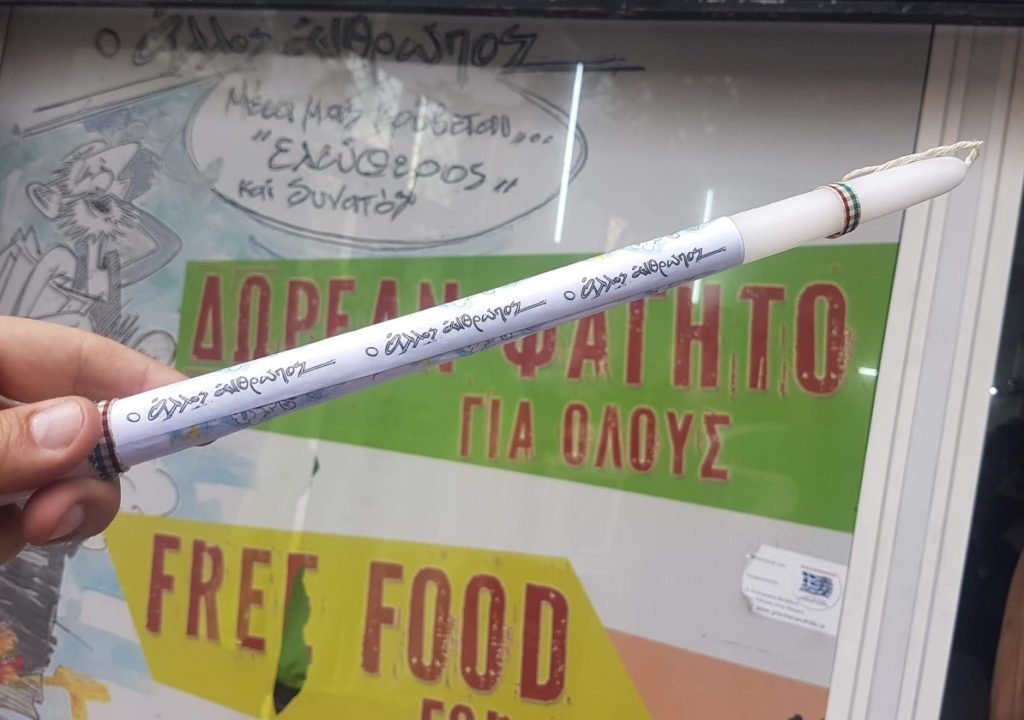 ο άλλος άνθρωπος
Μέσα μας κρύβεται....
"Ελεύθερος"
και δυνατός
ΔΩΡΕΑΝ ΦΑΓΗΤΟ
ΓΙΑ ΟΛΟΥΣ
ο άλλος άνθρωπος ο άλλος άνθρωπος ο άλλος άνθρωπος
FREE FOOD
FOR